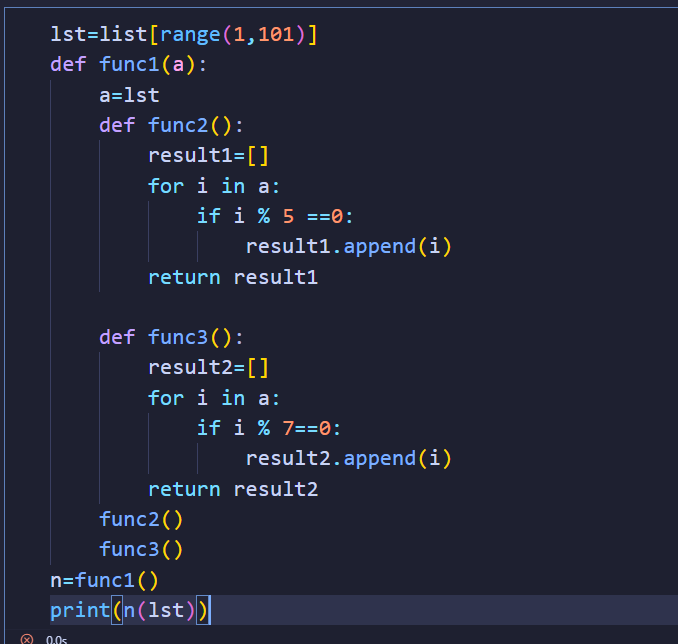 lst=list[range(1,101)]
def func1(a):
    a=lst
    def func2():
        result1=[]
        for i in a:
            if i % 5 ==0:
                result1.append(i)
        return result1

    def func3():
        result2=[]
        for i in a:
            if i % 7==0:
                result2.append(i)
        return result2
    func2()
    func3()
n=func1()
print(n(lst))
0.0s